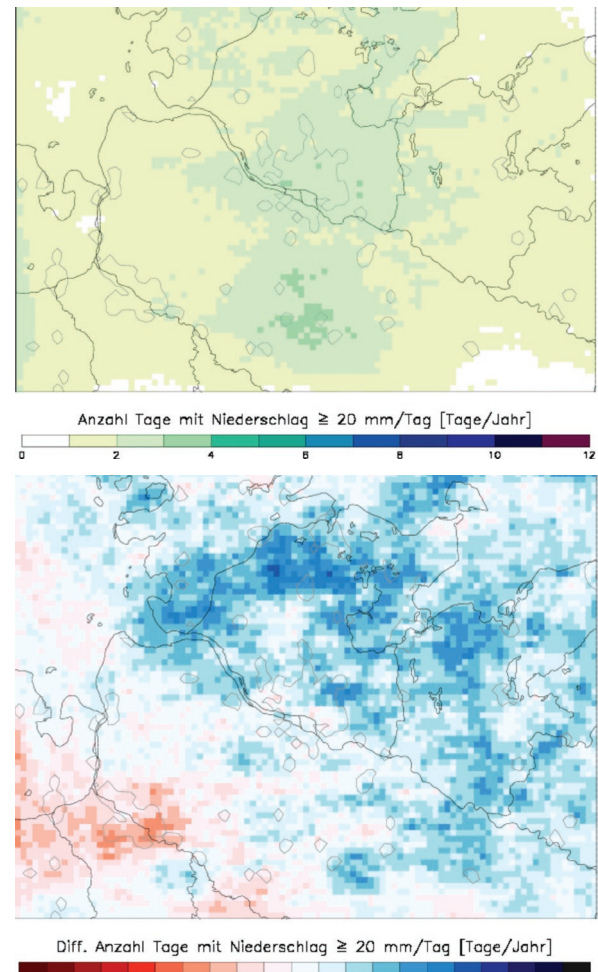 Anzahl Tage mit Niederschlag ≧ 20 mm/Tag [Tage/Jahr]
0 2 4 6 8 10 12
Diff. Anzahl Tage mit Niederschlag ≧ 20 mm/Tag [Tage/Jahr]